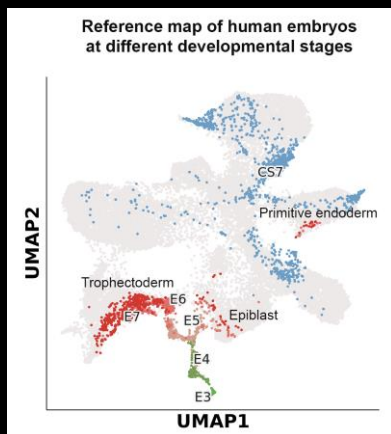 Reference map of human embryos
at different developmental stages
CS7
Primitive endoderm
Trophectoderm
E6
E7
E5
Epiblast
E4
E3
UMAP2
UMAP1